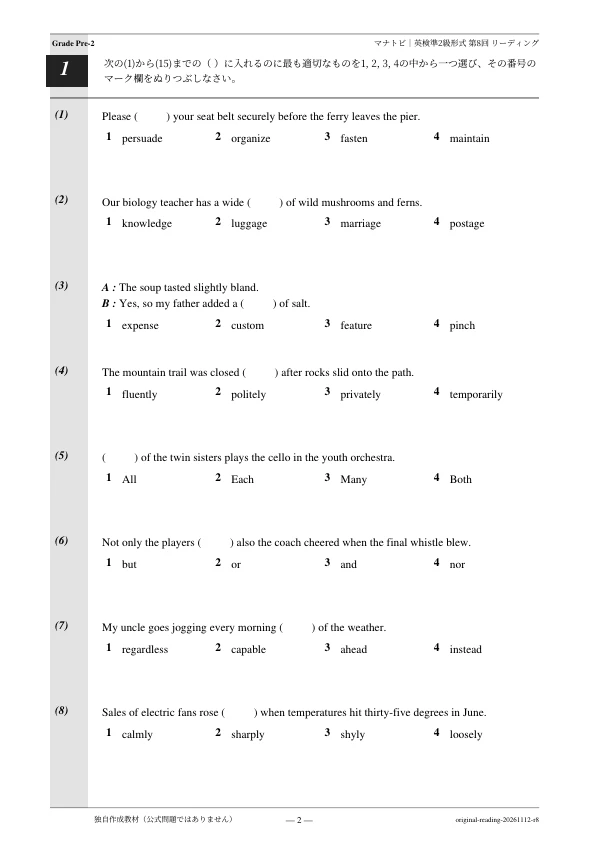 Grade Pre-2
マナトビ｜英検準2級形式 第8回 リーディング
1
次の(1)から(15)までの（ ）に入れるのに最も適切なものを1, 2, 3, 4の中から一つ選び、その番号の
マーク欄をぬりつぶしなさい。
(1)
Please (          ) your seat belt securely before the ferry leaves the pier.
1 persuade 2 organize 3 fasten 4 maintain
(2)
Our biology teacher has a wide (          ) of wild mushrooms and ferns.
1 knowledge 2 luggage 3 marriage 4 postage
(3)
A : The soup tasted slightly bland.
B : Yes, so my father added a (          ) of salt.
1 expense 2 custom 3 feature 4 pinch
(4)
The mountain trail was closed (          ) after rocks slid onto the path.
1 fluently 2 politely 3 privately 4 temporarily
(5)
(          ) of the twin sisters plays the cello in the youth orchestra.
1 All 2 Each 3 Many 4 Both
(6)
Not only the players (          ) also the coach cheered when the final whistle blew.
1 but 2 or 3 and 4 nor
(7)
My uncle goes jogging every morning (          ) of the weather.
1 regardless 2 capable 3 ahead 4 instead
(8)
Sales of electric fans rose (          ) when temperatures hit thirty-five degrees in June.
1 calmly 2 sharply 3 shyly 4 loosely
独自作成教材（公式問題ではありません）
— 2 —
original-reading-20261112-r8